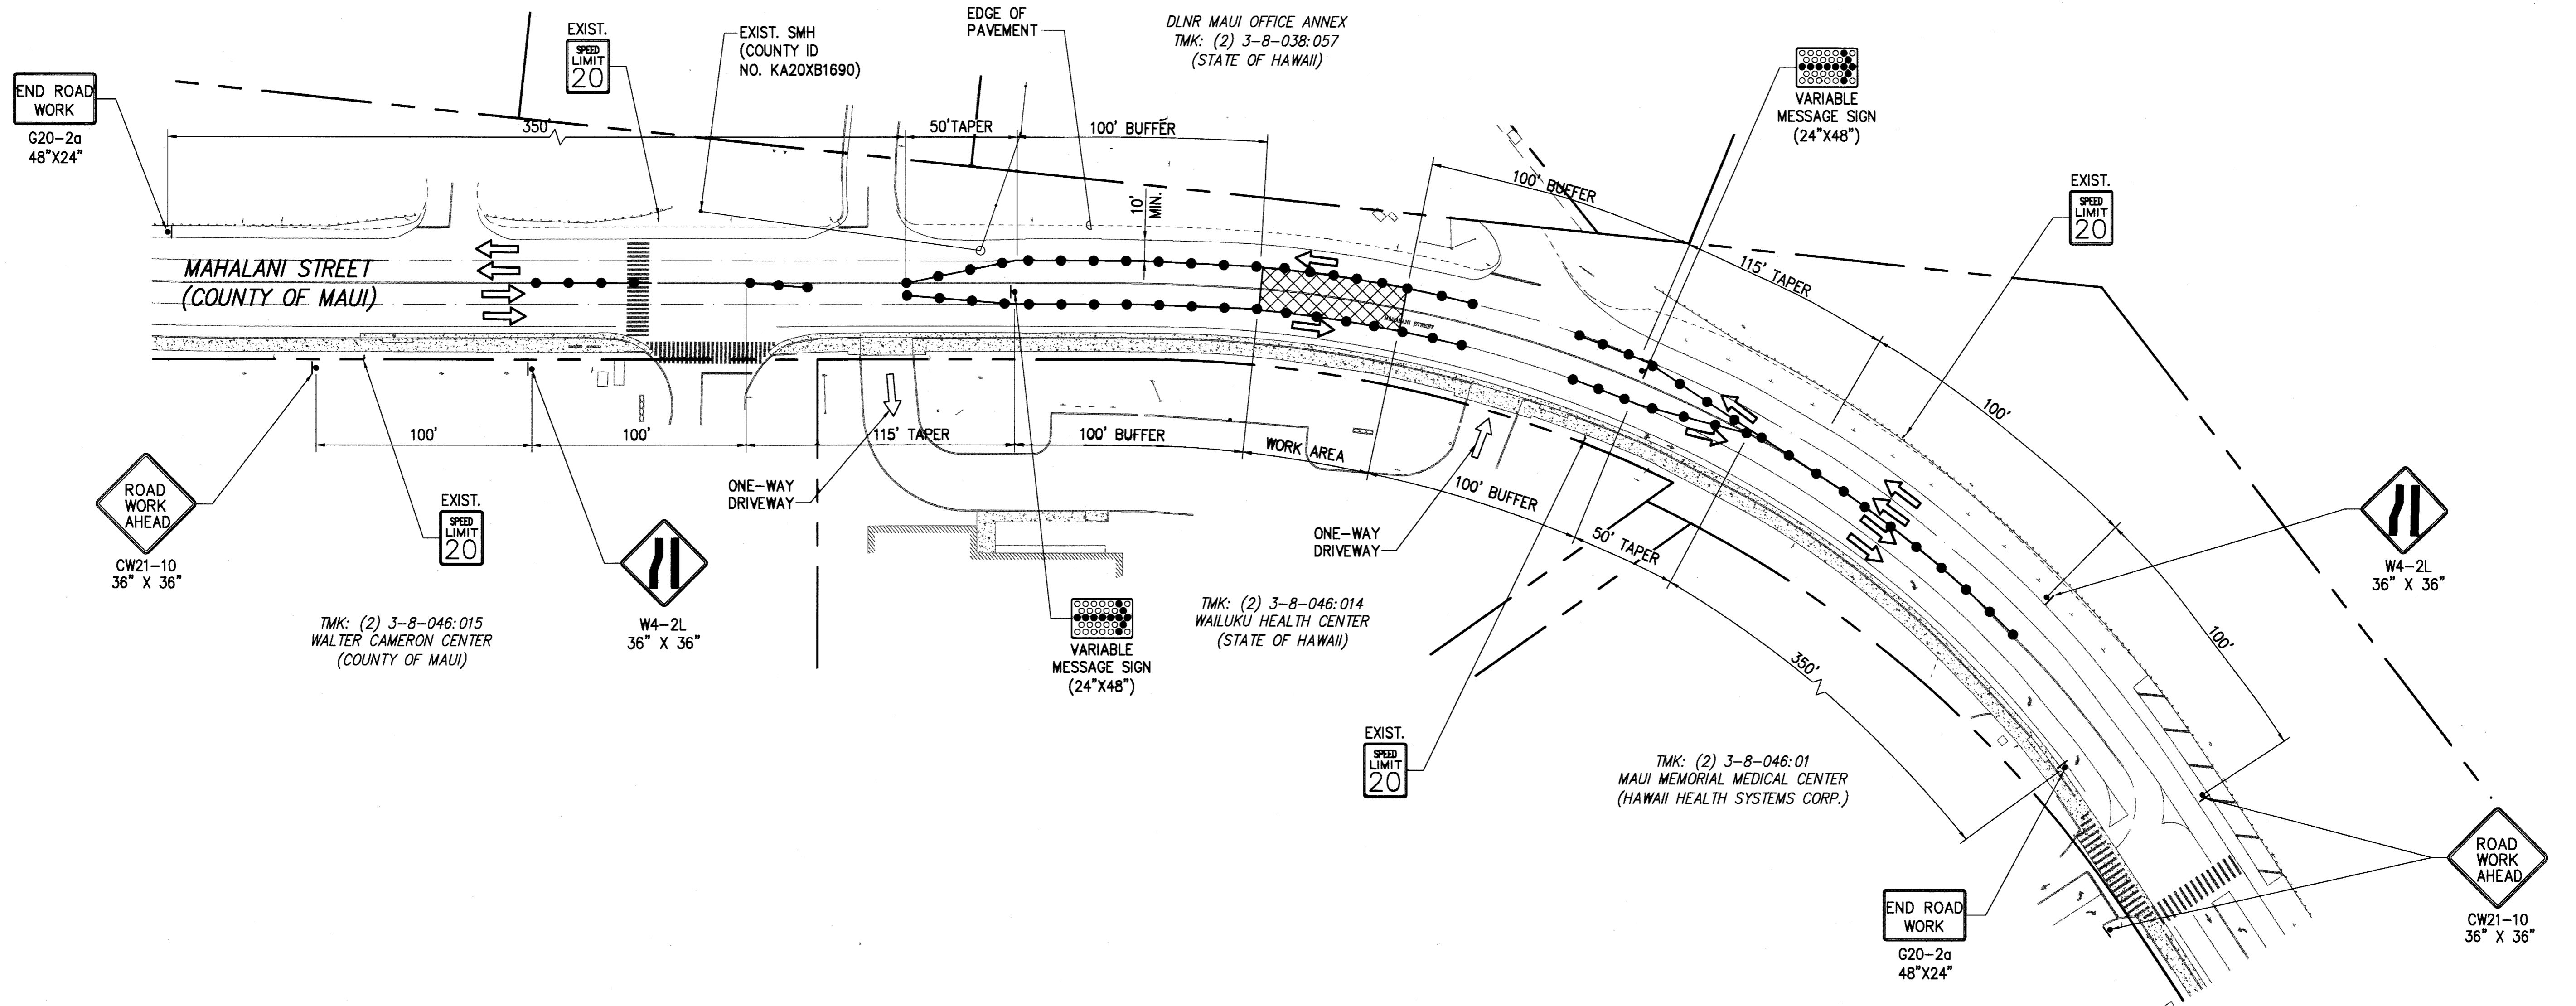 END ROAD
WORK
G20-2a
48"X24"
EXIST.
SPEED
LIMIT
20
EXIST. SMH
(COUNTY ID
NO. KA20XB1690)
EDGE OF
PAVEMENT
DLNR MAUI OFFICE ANNEX
TMK: (2) 3-8-038:057
(STATE OF HAWAII)
VARIABLE
MESSAGE SIGN
(24"X48")
350'
50'TAPER
100' BUFFER
10'
MIN.
100' BUFFER
115' TAPER
EXIST.
SPEED
LIMIT
20
100'
100'
MAHALANI STREET
(COUNTY OF MAUI)
MAHALANI STREET
100'
100'
115' TAPER
100' BUFFER
WORK AREA
100' BUFFER
50' TAPER
350'
ROAD
WORK
AHEAD
CW21-10
36" X 36"
EXIST.
SPEED
LIMIT
20
W4-2L
36" X 36"
ONE-WAY
DRIVEWAY
ONE-WAY
DRIVEWAY
W4-2L
36" X 36"
TMK: (2) 3-8-046:015
WALTER CAMERON CENTER
(COUNTY OF MAUI)
VARIABLE
MESSAGE SIGN
(24"X48")
TMK: (2) 3-8-046:014
WAILUKU HEALTH CENTER
(STATE OF HAWAII)
EXIST.
SPEED
LIMIT
20
TMK: (2) 3-8-046:01
MAUI MEMORIAL MEDICAL CENTER
(HAWAII HEALTH SYSTEMS CORP.)
END ROAD
WORK
G20-2a
48"X24"
ROAD
WORK
AHEAD
CW21-10
36" X 36"